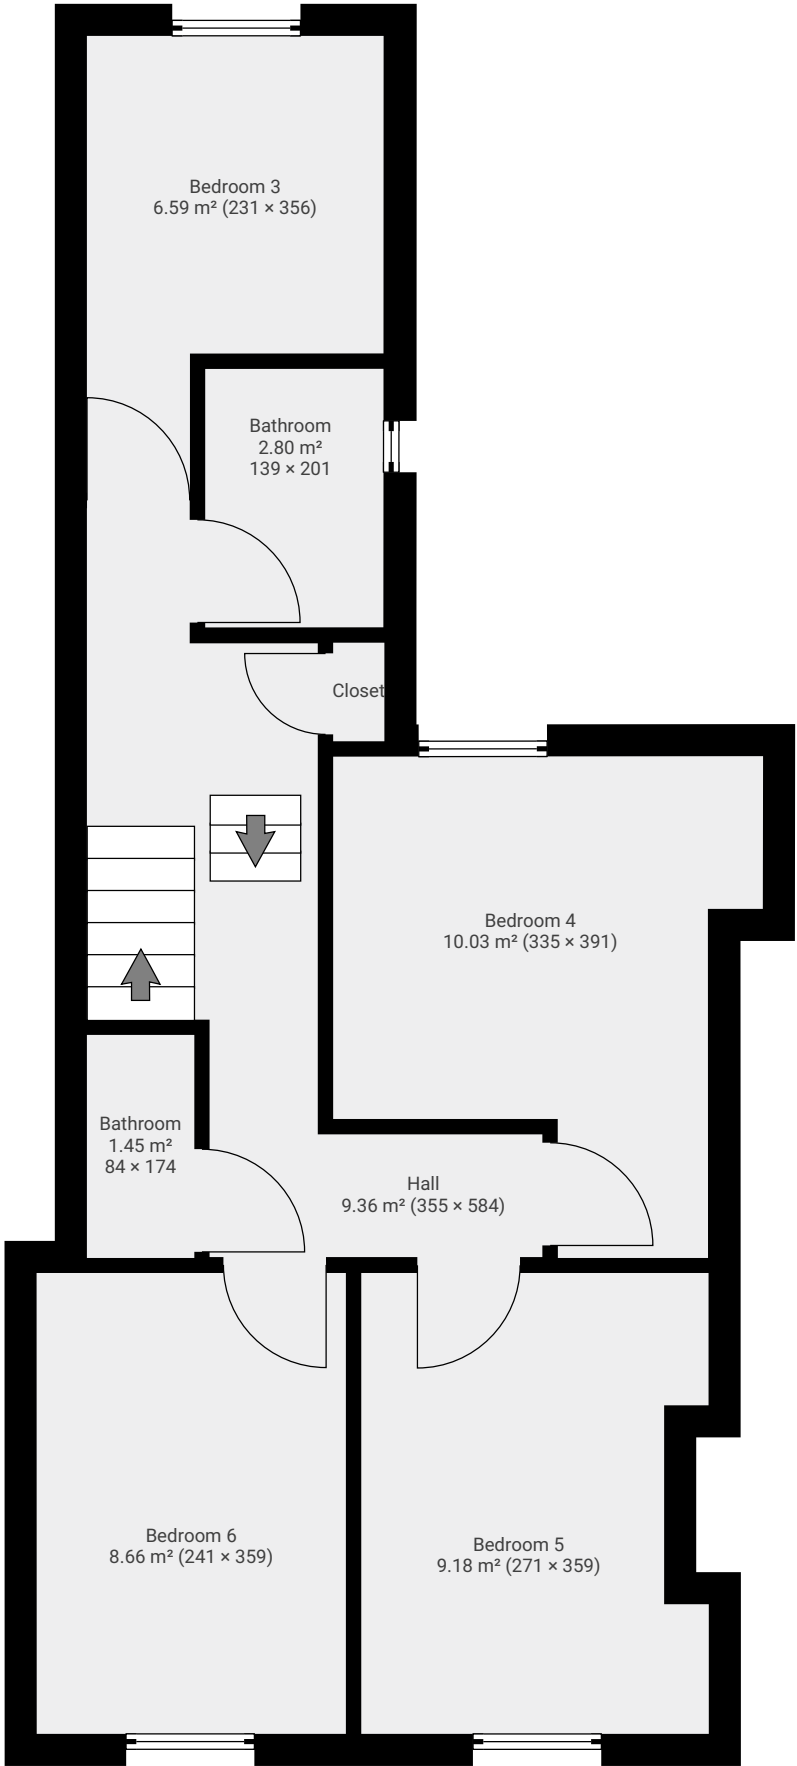 Bedroom 3
6.59 m² (231 × 356)
Bathroom
2.80 m²
139 × 201
Closet
Bedroom 4
10.03 m² (335 × 391)
Bathroom
1.45 m²
84 × 174
Hall
9.36 m² (355 × 584)
Bedroom 6
8.66 m² (241 × 359)
Bedroom 5
9.18 m² (271 × 359)